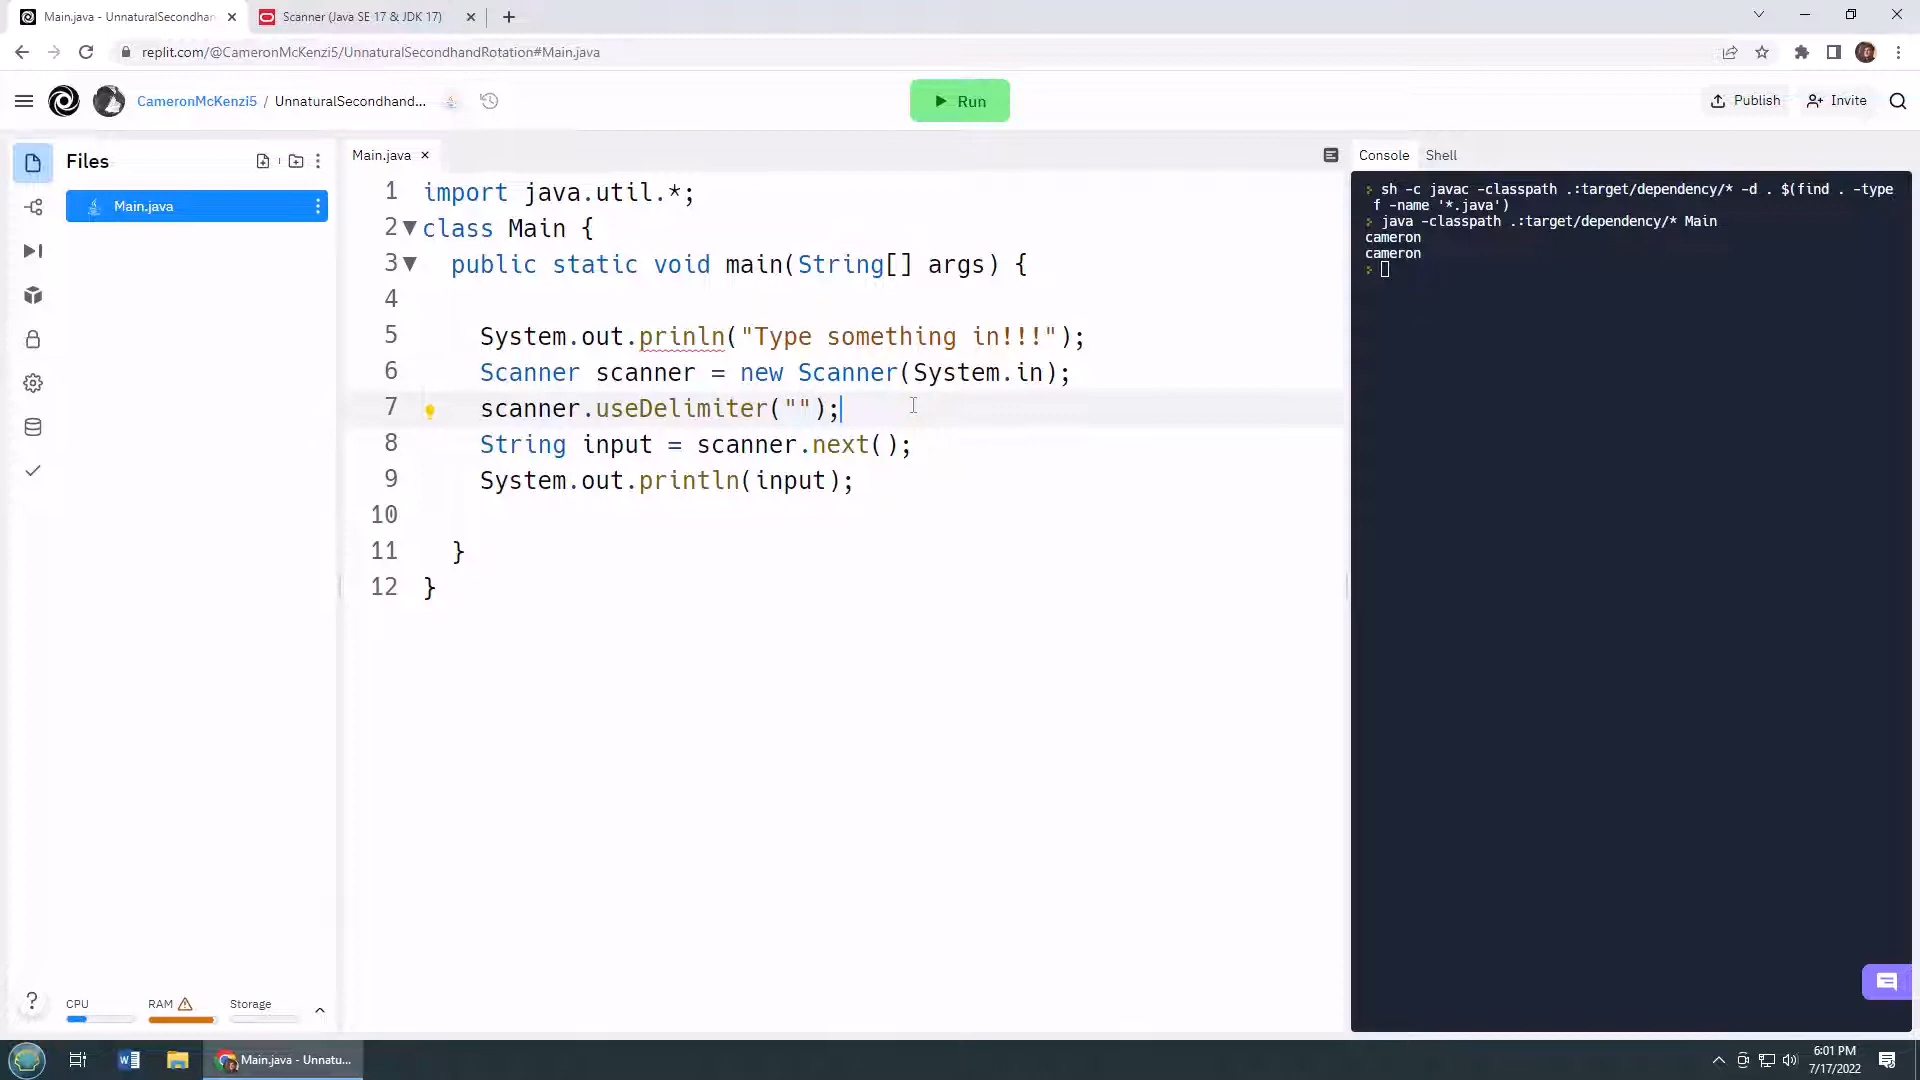 Main.java - UnnaturalSecondhan
Scanner (Java SE 17 & JDK 17)
replit.com/@CameronMcKenzi5/UnnaturalSecondhandRotation#Main.java
CameronMcKenzi5 / UnnaturalSecondhand...
Run
Publish
Invite
Files
Main.java
Main.java
Console
Shell
1 import java.util.*;
2 class Main {
3 public static void main(String[] args) {
4
5 System.out.prinln("Type something in!!!");
6 Scanner scanner = new Scanner(System.in);
7 scanner.useDelimiter("");
8 String input = scanner.next();
9 System.out.println(input);
10
11 }
12 }
sh -c javac -classpath .:target/dependency/* -d . $(find . -type
f -name '*.java')
java -classpath .:target/dependency/* Main
cameron
cameron
?
CPU
RAM
Storage
Main.java - Unnatu...
6:01 PM
7/17/2022